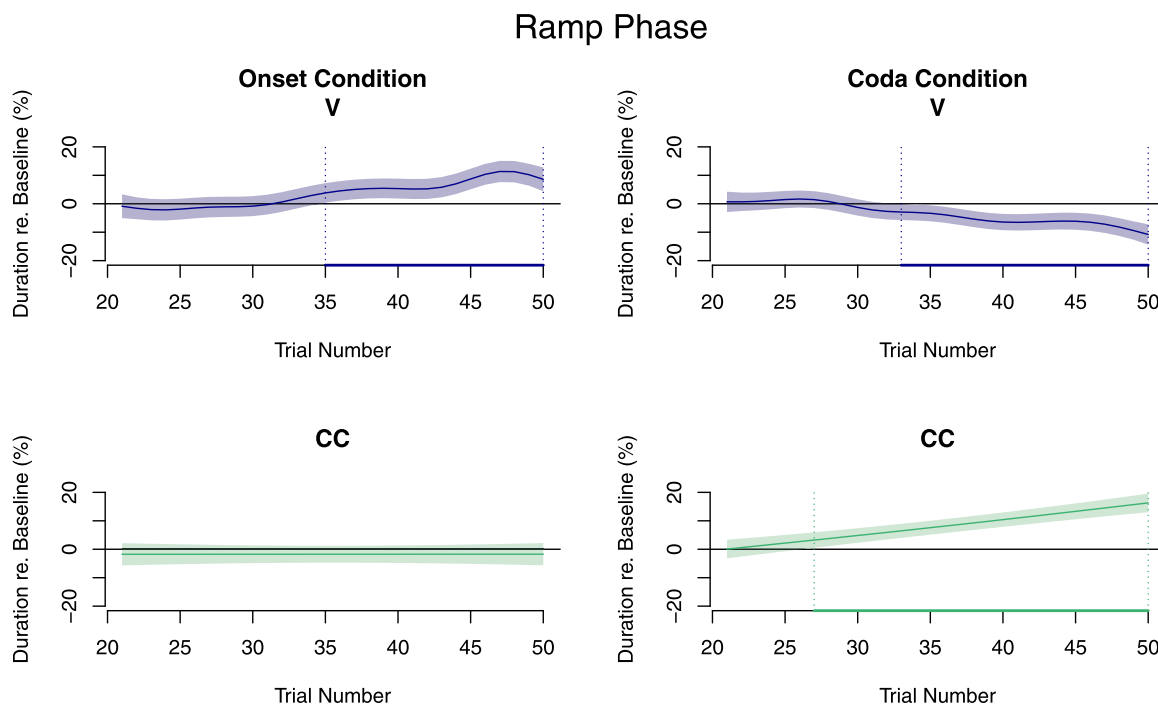 Ramp Phase
Onset Condition
V
Duration re. Baseline (%)
20
0
−20
20 25 30 35 40 45 50
Trial Number
Coda Condition
V
Duration re. Baseline (%)
20
0
−20
20 25 30 35 40 45 50
Trial Number
CC
Duration re. Baseline (%)
20
0
−20
20 25 30 35 40 45 50
Trial Number
CC
Duration re. Baseline (%)
20
0
−20
20 25 30 35 40 45 50
Trial Number